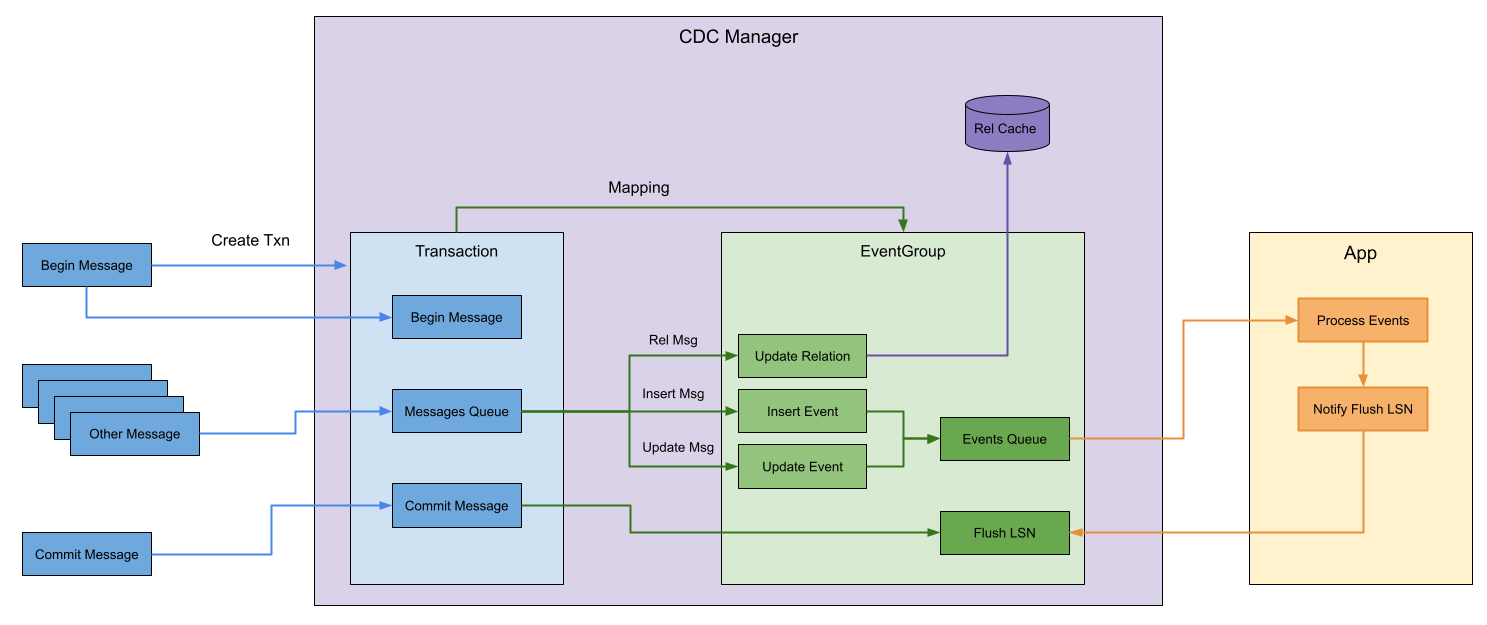 CDC Manager
Rel Cache
Mapping
Create Txn
Begin Message
Transaction
EventGroup
App
Begin Message
Process Events
Rel Msg
Update Relation
Other Message
Messages Queue
Insert Msg
Insert Event
Notify Flush LSN
Update Msg
Update Event
Events Queue
Commit Message
Commit Message
Flush LSN